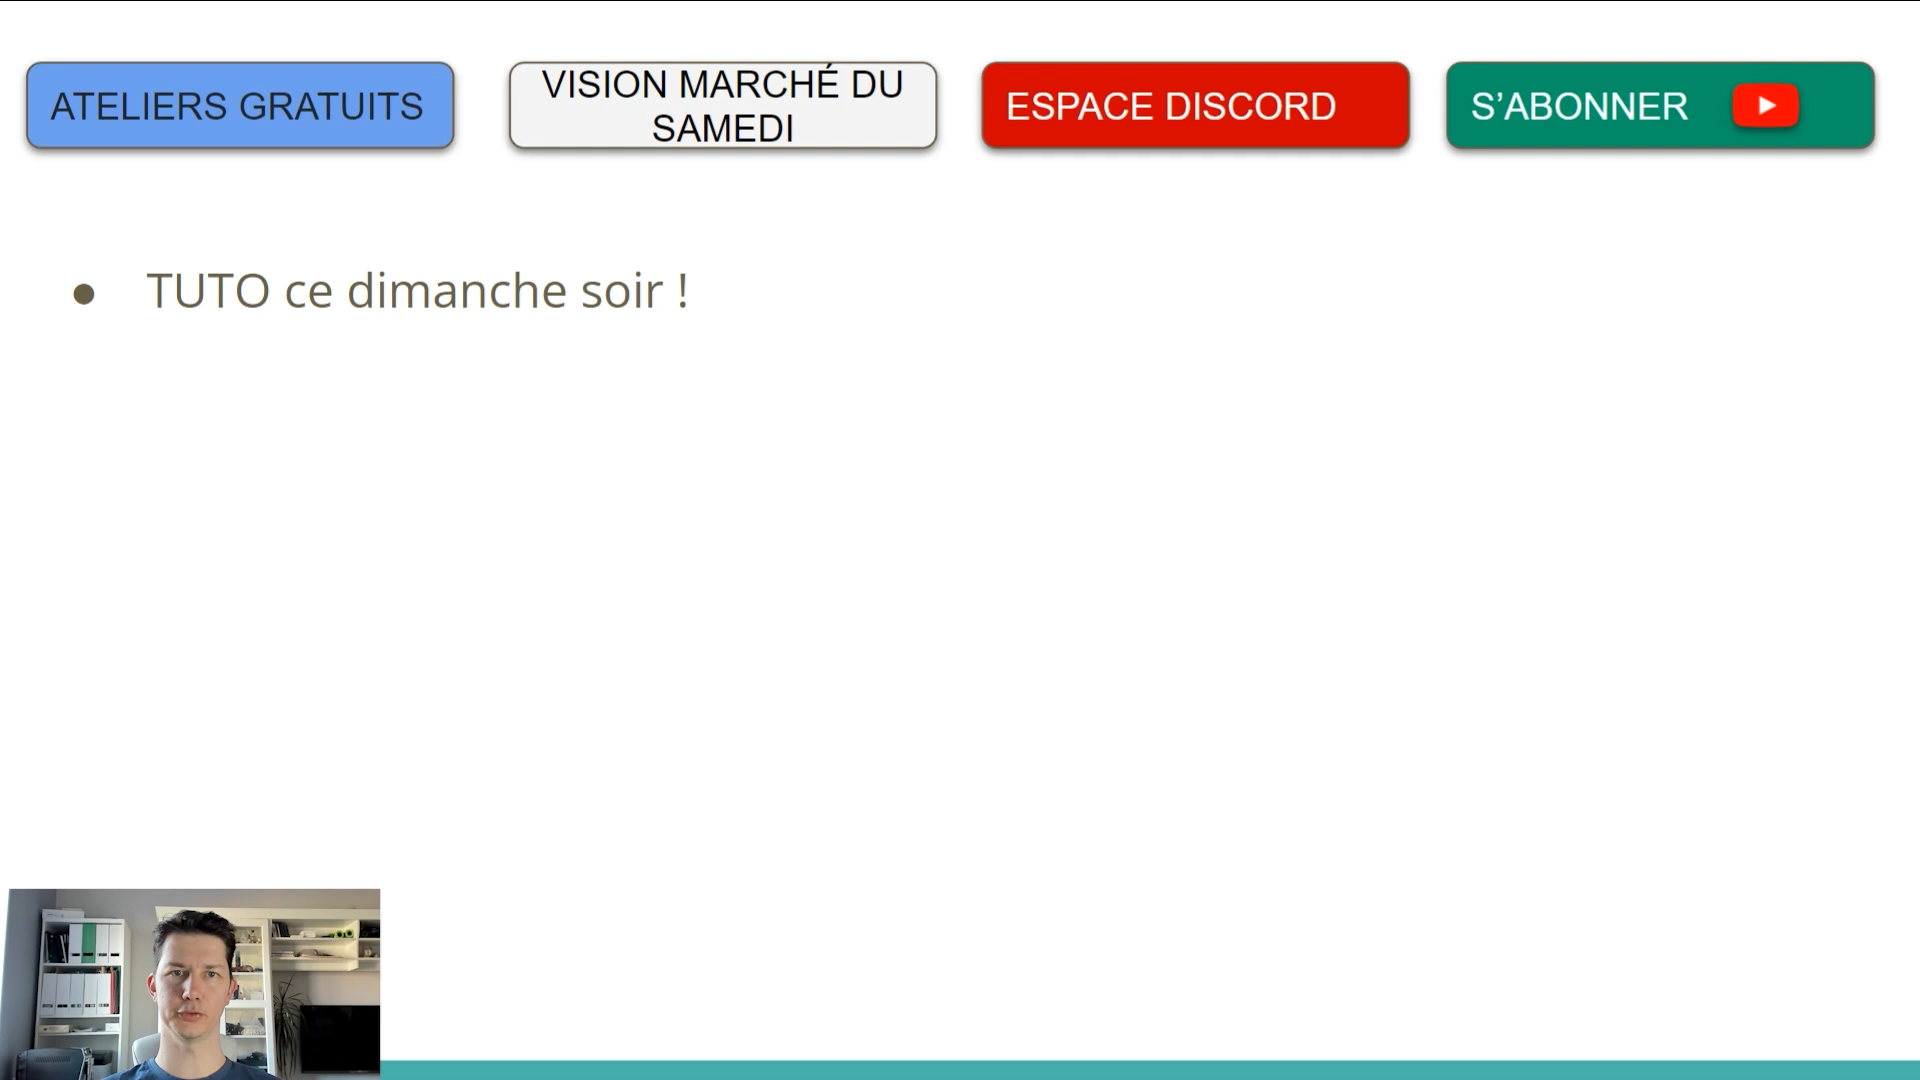 ATELIERS GRATUITS
VISION MARCHÉ DU
SAMEDI
ESPACE DISCORD
S’ABONNER
● TUTO ce dimanche soir !